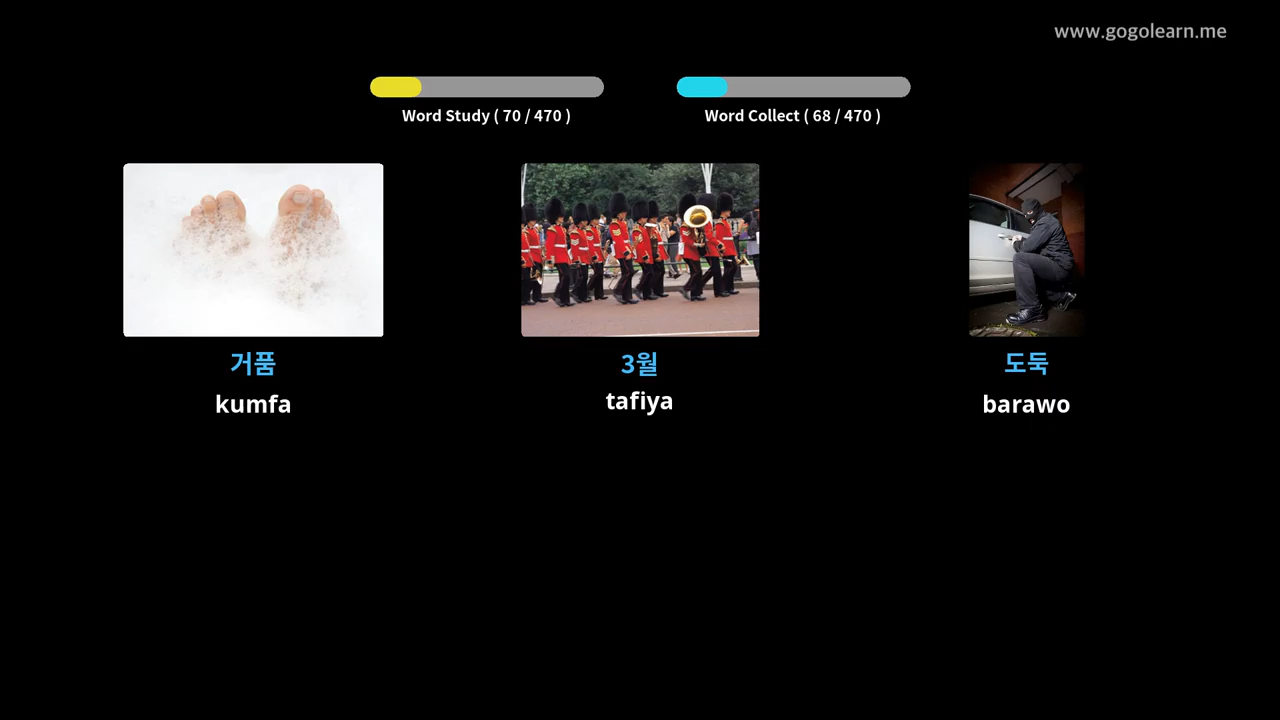 www.gogolearn.me
Word Study ( 70 / 470 )
Word Collect ( 68 / 470 )
거품
3월
도둑
kumfa
tafiya
barawo